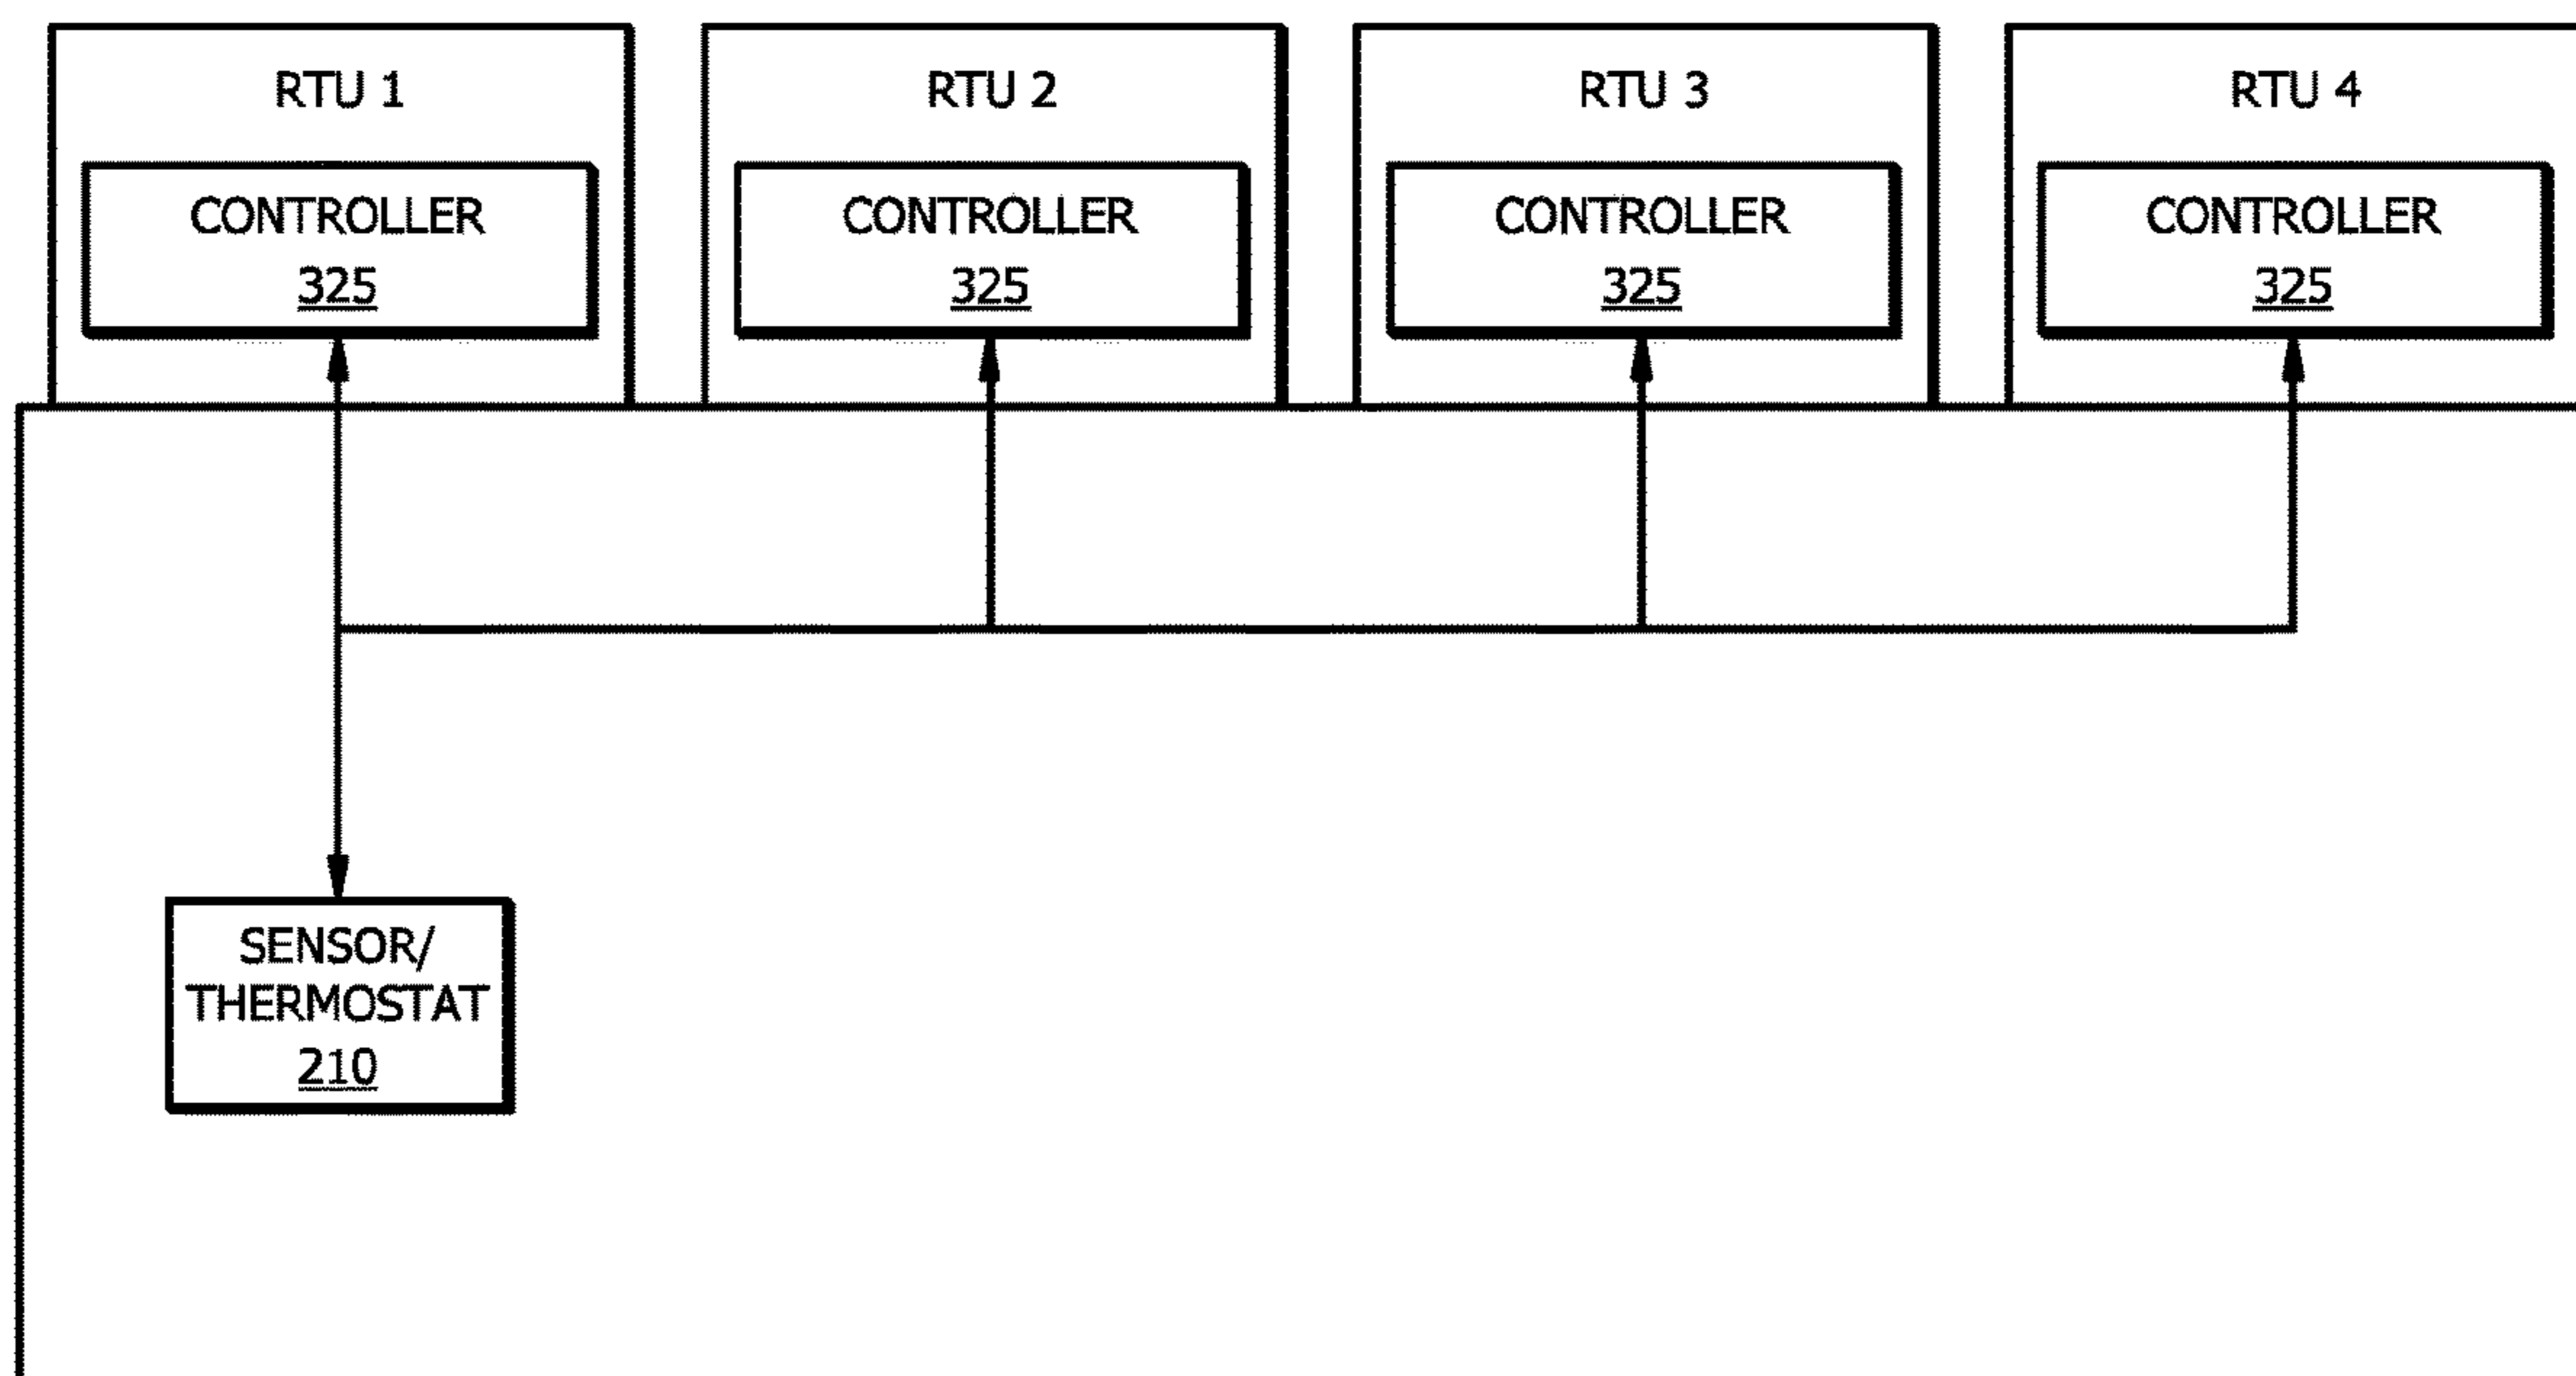 RTU 1
CONTROLLER
325
RTU 2
CONTROLLER
325
RTU 3
CONTROLLER
325
RTU 4
CONTROLLER
325
SENSOR/
THERMOSTAT
210